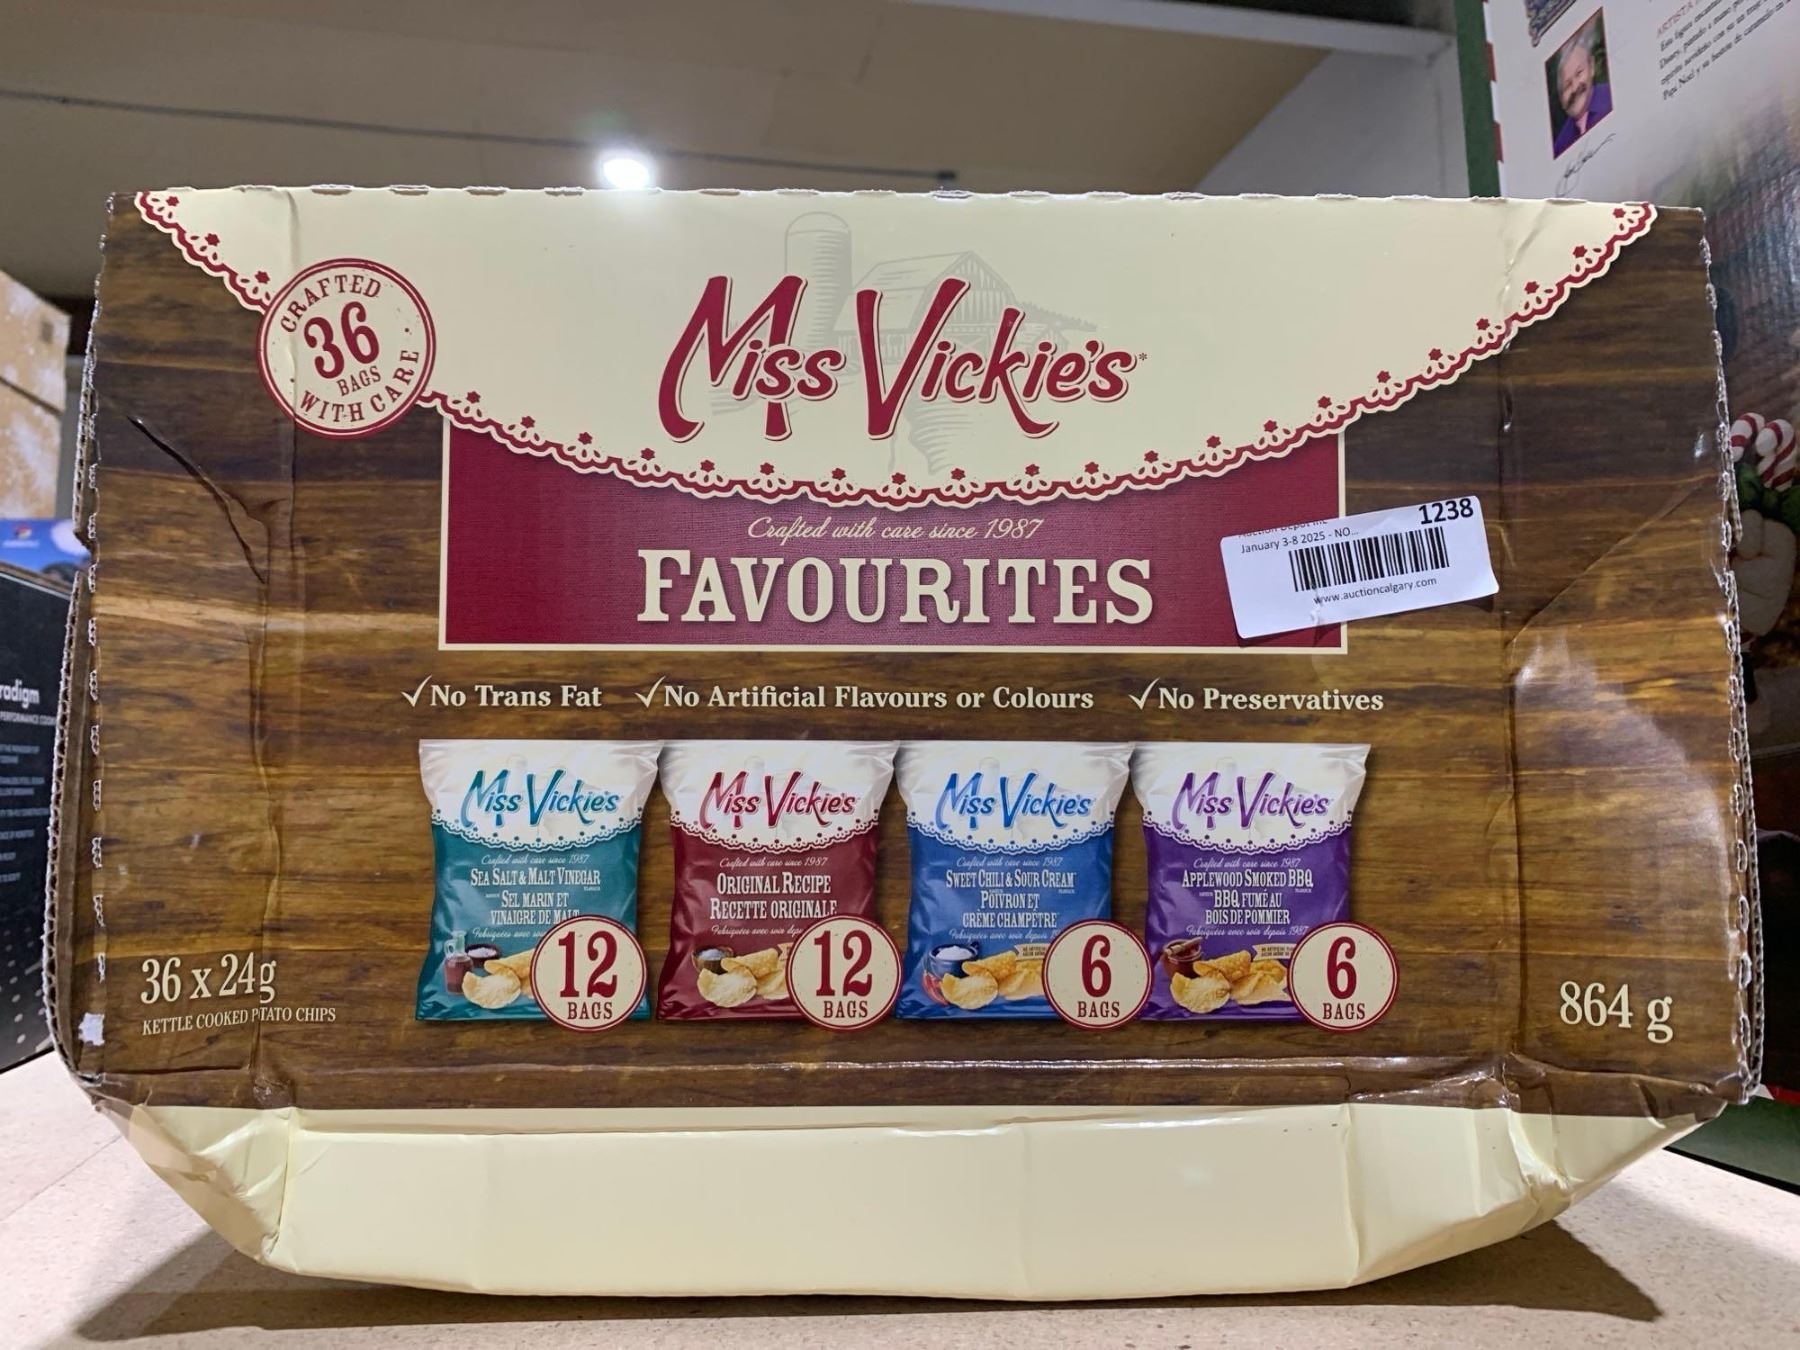 CRAFTED
36
BAGS
WITH CARE
Miss Vickie's
Crafted with care since 1987
FAVOURITES
1238
January 3-8 2025 - NO...
www.auctioncalgary.com
✓No Trans Fat ✓No Artificial Flavours or Colours ✓No Preservatives
Miss Vickie's
Crafted with care since 1987
SEA SALT & MALT VINEGAR
SEL MARIN ET
VINAIGRE DE MALT
12
BAGS
Miss Vickie's
Crafted with care since 1987
ORIGINAL RECIPE
RECETTE ORIGINALE
12
BAGS
Miss Vickie's
Crafted with care since 1987
SWEET CHILI & SOUR CREAM
POIVRON ET
CRÈME CHAMPÊTRE
6
BAGS
Miss Vickie's
Crafted with care since 1987
APPLEWOOD SMOKED BBQ
BBQ FUMÉ AU
BOIS DE POMMIER
Fabriquées avec soin depuis 1987
6
BAGS
36 x 24g
KETTLE COOKED POTATO CHIPS
864 g